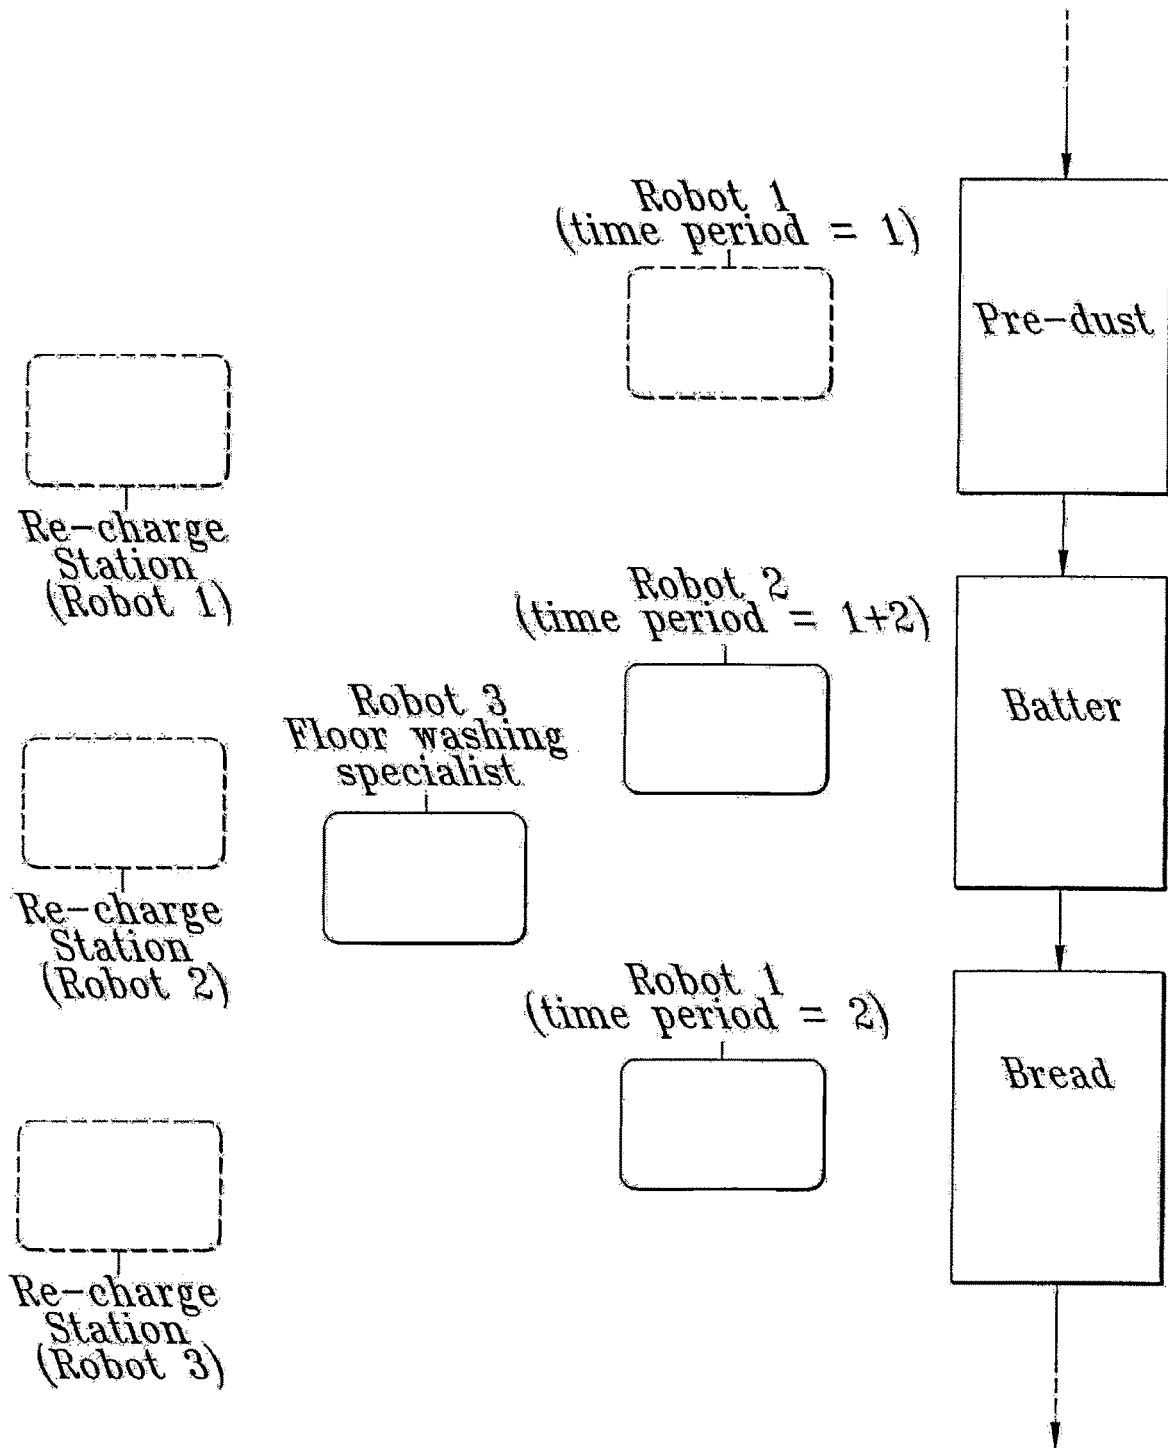 Robot 1
(time period = 1)
Pre-dust
Re-charge
Station
(Robot 1)
Robot 2
(time period = 1+2)
Batter
Robot 3
Floor washing
specialist
Re-charge
Station
(Robot 2)
Robot 1
(time period = 2)
Bread
Re-charge
Station
(Robot 3)